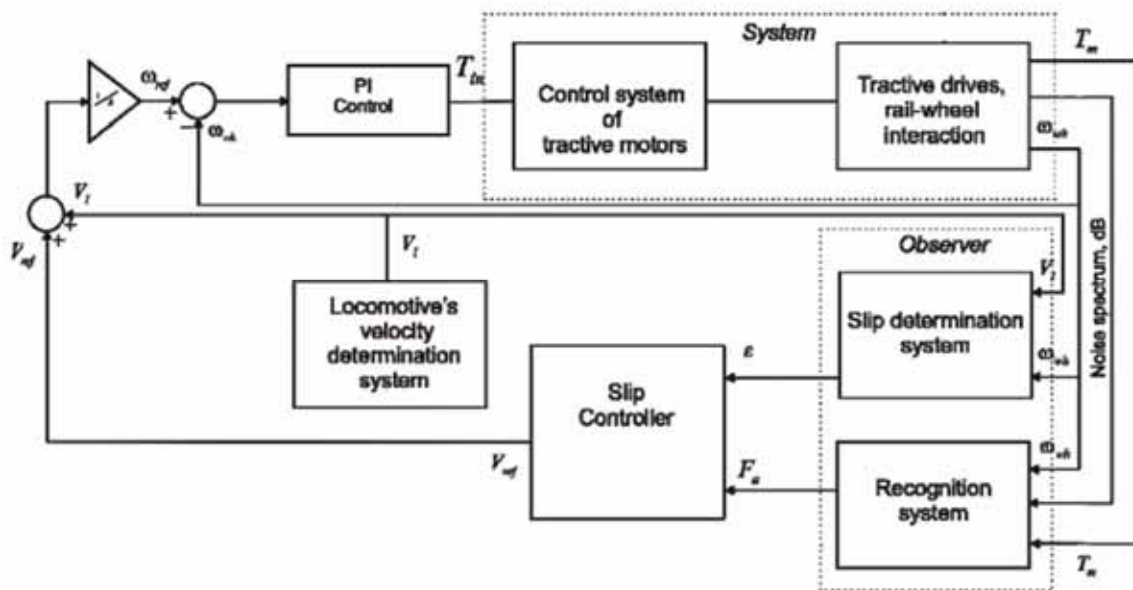 System
T_m
ω_ref
PI
Control
T_in
Control system
of
tractive motors
Tractive drives,
rail-wheel
interaction
ω_wh
+
−
ω_wh
V_l
+
+
V_ref
V_l
Observer
V_l
Noise spectrum, dB
Locomotive's
velocity
determination
system
Slip determination
system
ω_wh
ε
Slip
Controller
ω_wh
V_ref
F_a
Recognition
system
T_m